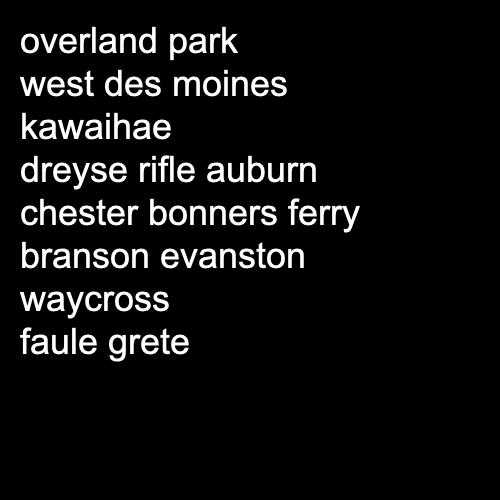 overland park
west des moines
kawaihae
dreyse rifle auburn
chester bonners ferry
branson evanston
waycross
faule grete